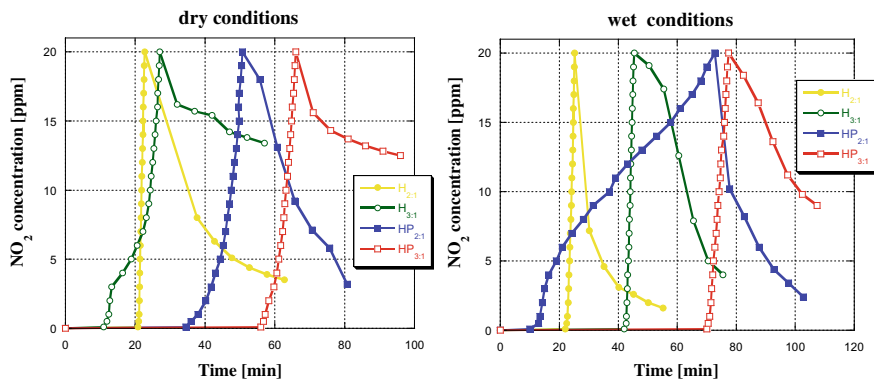 dry conditions
NO2 concentration [ppm]
20
15
10
5
0
0 20 40 60 80 100
Time [min]
H2:1
H3:1
HP2:1
HP3:1
wet conditions
NO2 concentration [ppm]
20
15
10
5
0
0 20 40 60 80 100 120
Time [min]
H2:1
H3:1
HP2:1
HP3:1